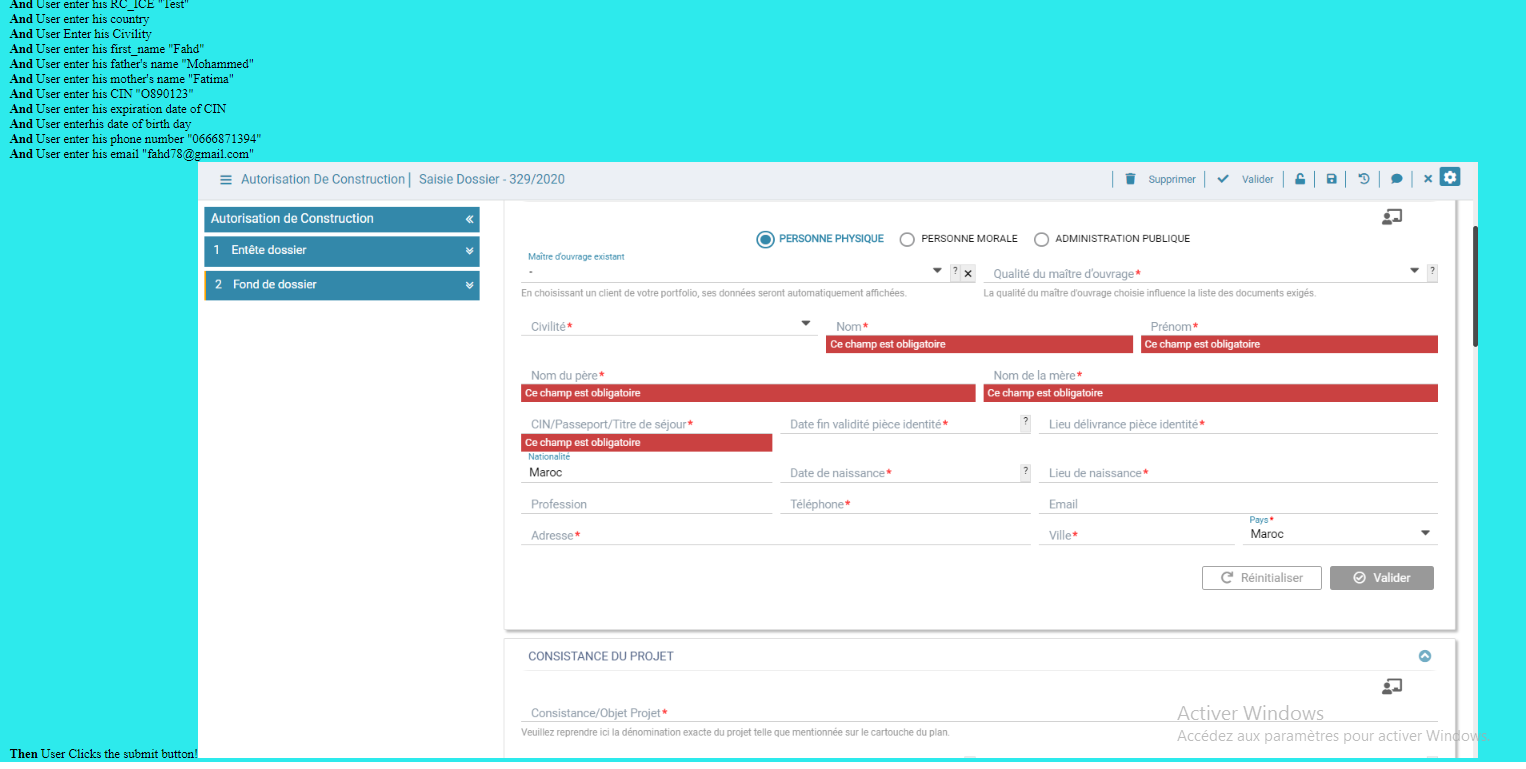 And User enter his RC_ICE "Test"
And User enter his country
And User Enter his Civility
And User enter his first_name "Fahd"
And User enter his father's name "Mohammed"
And User enter his mother's name "Fatima"
And User enter his CIN "O890123"
And User enter his expiration date of CIN
And User enterhis date of birth day
And User enter his phone number "0666871394"
And User enter his email "fahd78@gmail.com"
Autorisation De Construction | Saisie Dossier - 329/2020
Supprimer
Valider
Autorisation de Construction
1 Entête dossier
2 Fond de dossier
PERSONNE PHYSIQUE PERSONNE MORALE ADMINISTRATION PUBLIQUE
Maître d'ouvrage existant
-
? Qualité du maître d'ouvrage* ?
En choisissant un client de votre portfolio, ses données seront automatiquement affichées.
La qualité du maître d'ouvrage choisie influence la liste des documents exigés.
Civilité* Nom* Prénom*
Ce champ est obligatoire Ce champ est obligatoire
Nom du père* Nom de la mère*
Ce champ est obligatoire Ce champ est obligatoire
CIN/Passeport/Titre de séjour* Date fin validité pièce identité* ? Lieu délivrance pièce identité*
Ce champ est obligatoire
Nationalité
Maroc Date de naissance* ? Lieu de naissance*
Profession Téléphone* Email
Pays*
Adresse* Ville* Maroc
Réinitialiser Valider
CONSISTANCE DU PROJET
Consistance/Objet Projet*
Veuillez reprendre ici la dénomination exacte du projet telle que mentionnée sur le cartouche du plan.
Activer Windows
Accédez aux paramètres pour activer Windows.
Then User Clicks the submit button!